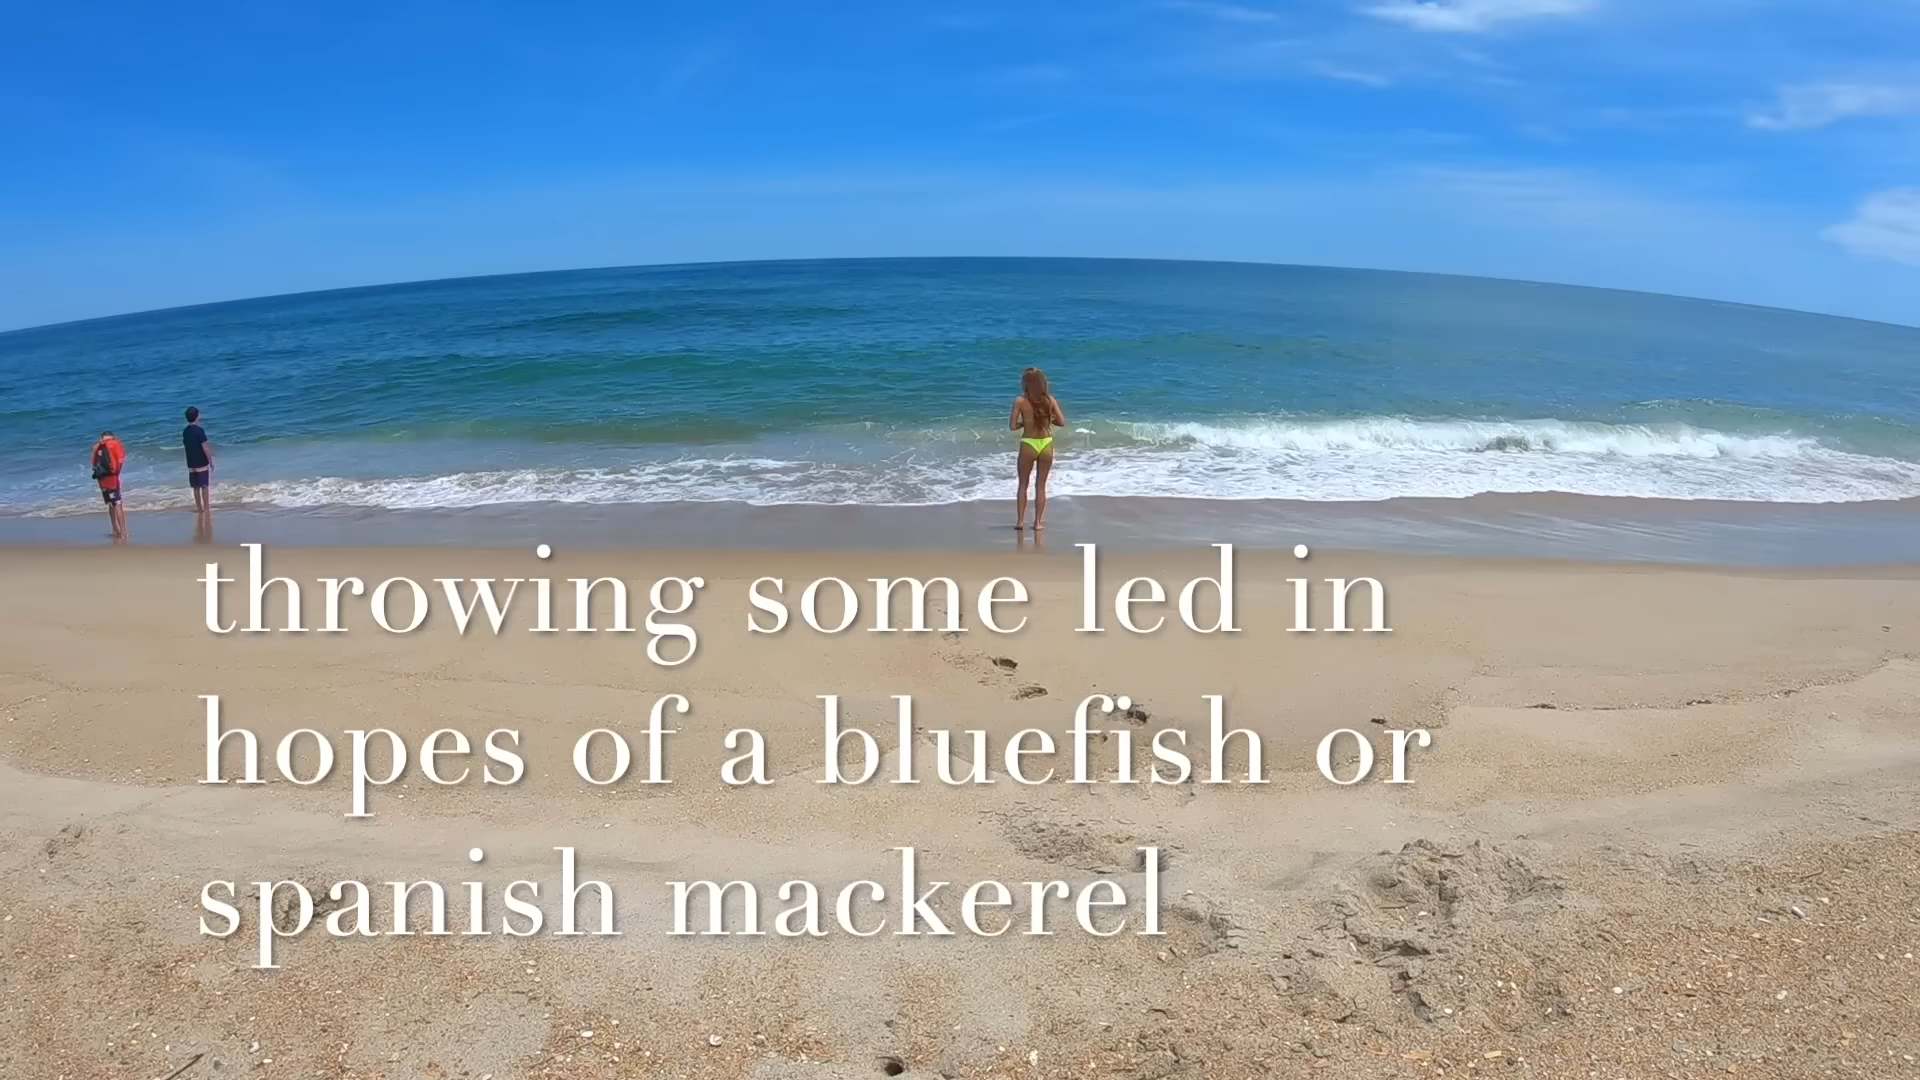 throwing some led in
hopes of a bluefish or
spanish mackerel